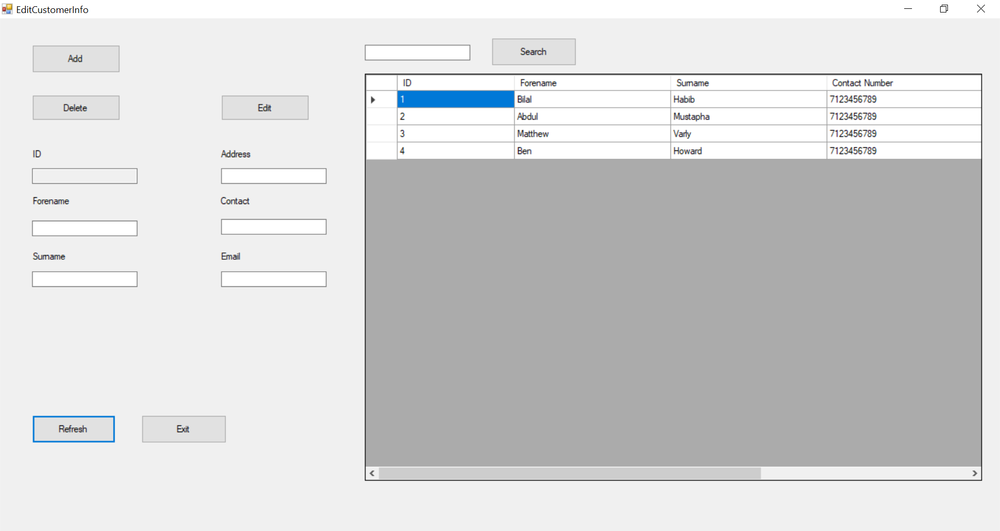 EditCustomerInfo
Add
Search
Delete
Edit
ID
Address
Forename
Contact
Surname
Email
Refresh
Exit
ID Forename Surname Contact Number
1 Bilal Habib 7123456789
2 Abdul Mustapha 7123456789
3 Matthew Varly 7123456789
4 Ben Howard 7123456789